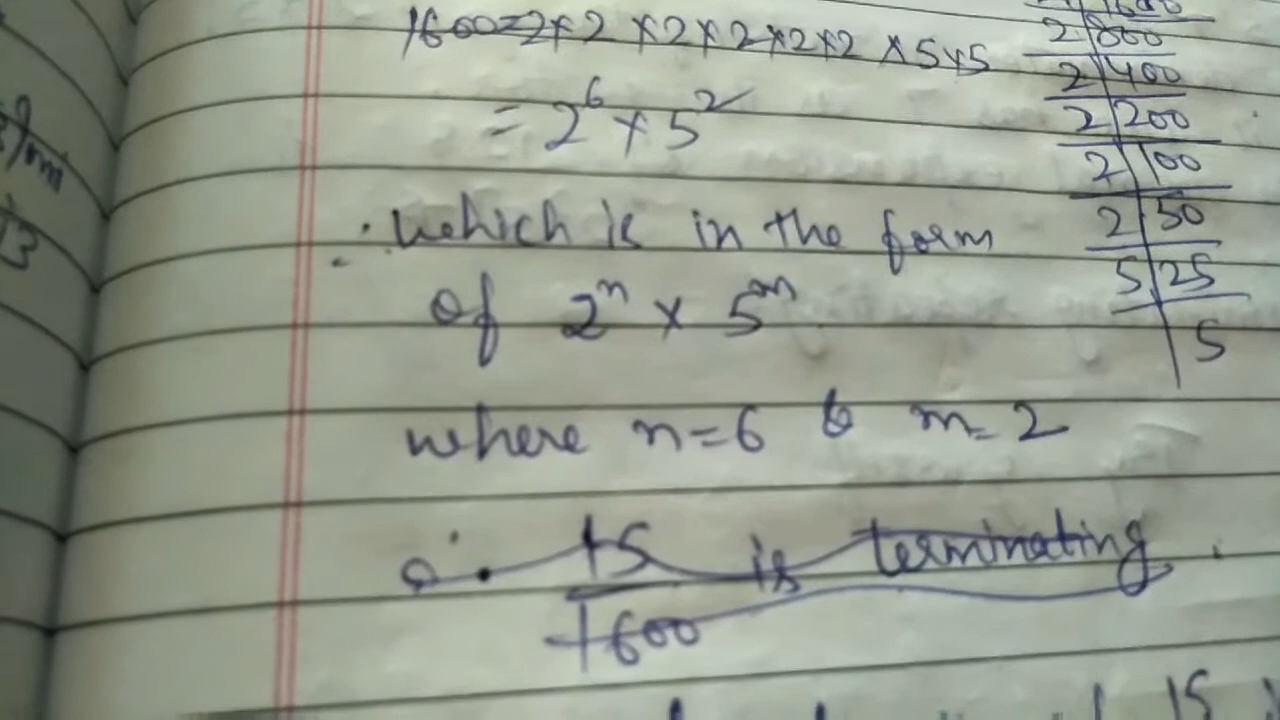 1600=2×2×2×2×2×2×5×5
= 2^6 × 5^2
∴ which is in the form
of 2^n × 5^m
where n=6 & m=2
15/1600 is terminating.
2 800
2 400
2 200
2 100
2 50
5 25
5
15